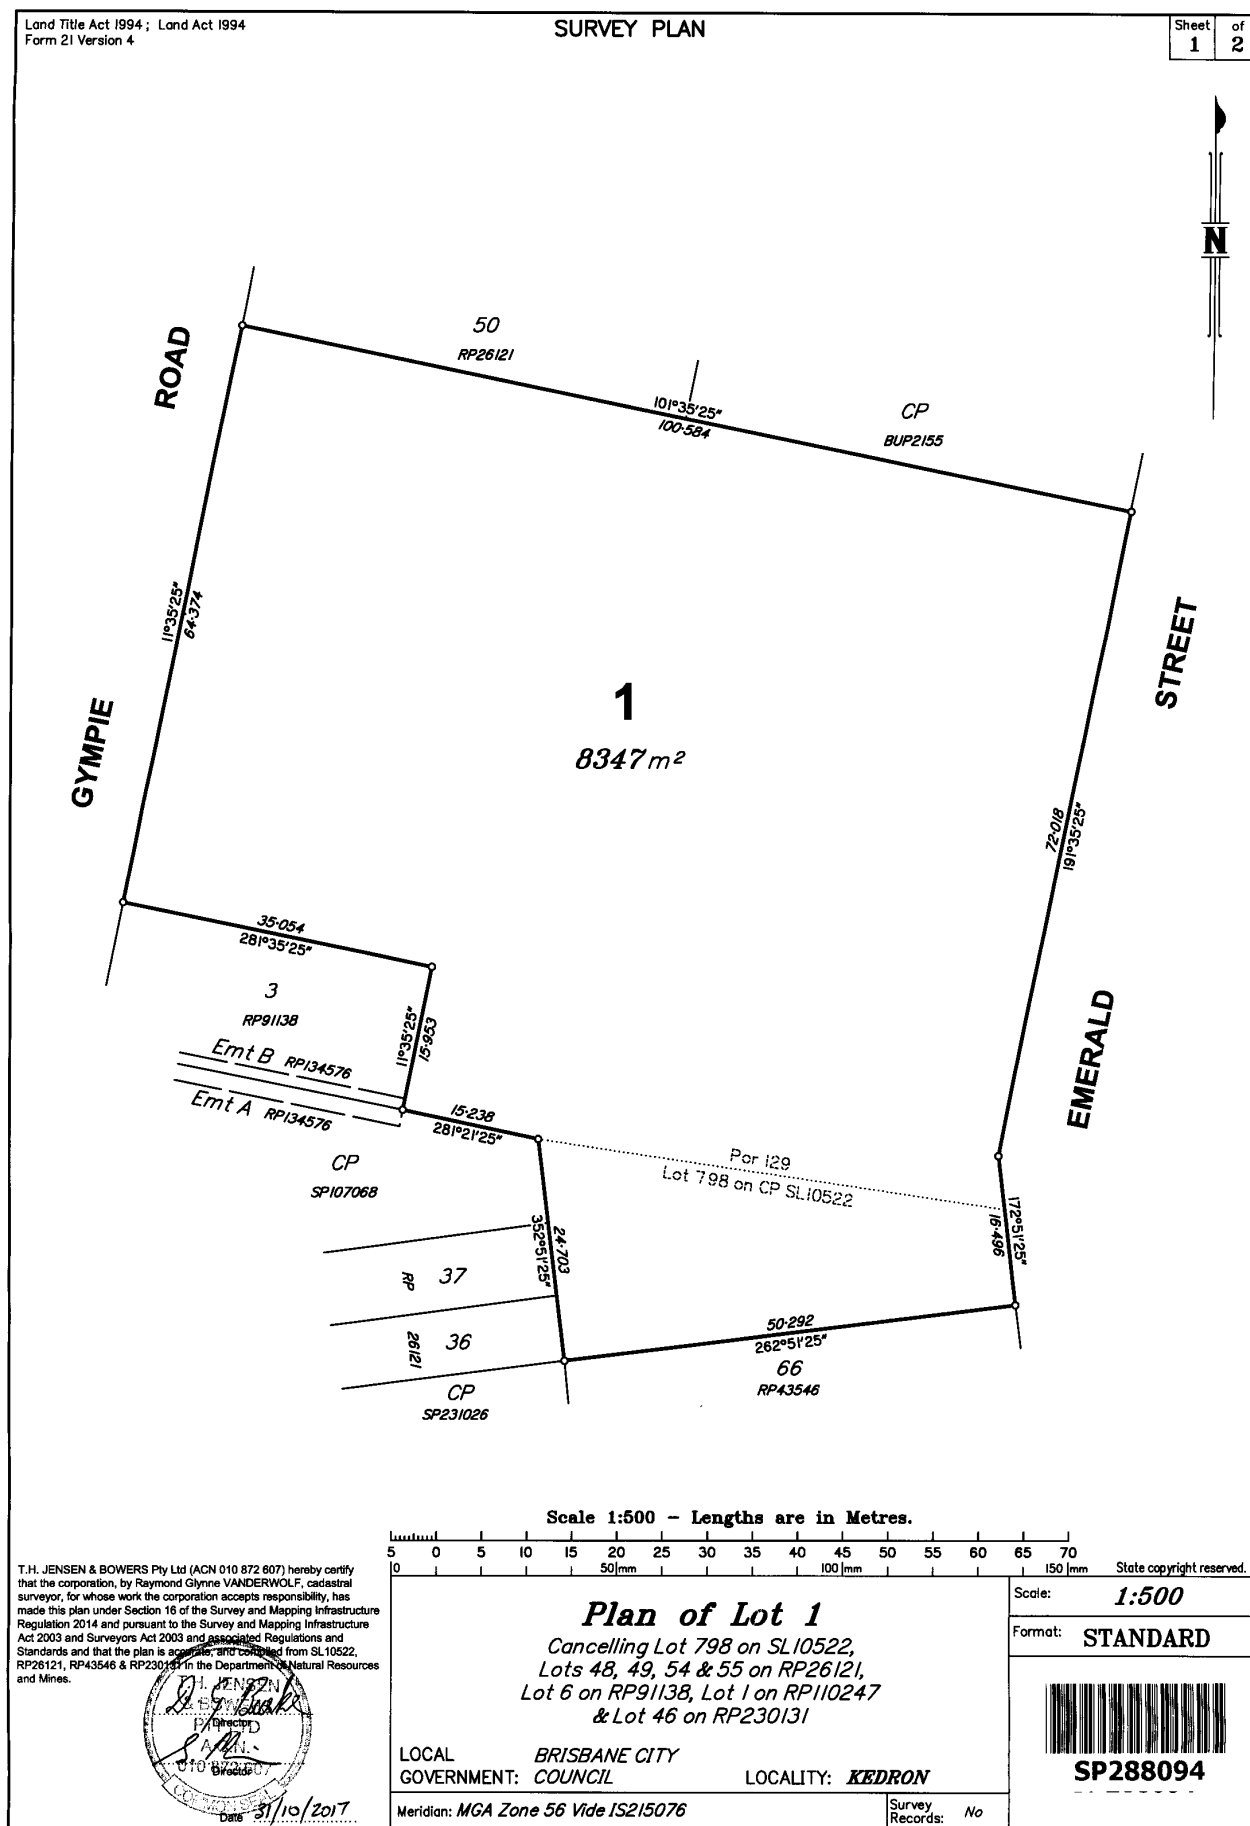 Land Title Act 1994 ; Land Act 1994
Form 21 Version 4
SURVEY PLAN
Sheet of
1 2
N
ROAD
50
RP26121
101°35'25"
100·584
CP
BUP2155
11°35'25"
64·374
GYMPIE
1
8347 m²
STREET
72·018
191°35'25"
EMERALD
35·054
281°35'25"
3
RP91138
11°35'25"
15·953
Emt B RP134576
Emt A RP134576
15·238
281°21'25"
CP
SP107068
Por 129
Lot 798 on CP SL10522
172°51'25"
16·496
24·703
352°51'25"
37
RP
36
26121
CP
SP231026
50·292
262°51'25"
66
RP43546
Scale 1:500 - Lengths are in Metres.
5 0 5 10 15 20 25 30 35 40 45 50 55 60 65 70
0 50mm 100mm 150mm
State copyright reserved.
T.H. JENSEN & BOWERS Pty Ltd (ACN 010 872 607) hereby certify
that the corporation, by Raymond Glynne VANDERWOLF, cadastral
surveyor, for whose work the corporation accepts responsibility, has
made this plan under Section 16 of the Survey and Mapping Infrastructure
Regulation 2014 and pursuant to the Survey and Mapping Infrastructure
Act 2003 and Surveyors Act 2003 and associated Regulations and
Standards and that the plan is accurate, and compiled from SL10522,
RP26121, RP43546 & RP230131 in the Department of Natural Resources
and Mines.
T.H. JENSEN
& BOWERS
Director
PTY LTD
A.C.N.
010 872 607
Director
COMMON SEAL
Date 31/10/2017
Plan of Lot 1
Cancelling Lot 798 on SL10522,
Lots 48, 49, 54 & 55 on RP26121,
Lot 6 on RP91138, Lot 1 on RP110247
& Lot 46 on RP230131
LOCAL BRISBANE CITY
GOVERNMENT: COUNCIL LOCALITY: KEDRON
Meridian: MGA Zone 56 Vide IS215076
Survey
Records: No
Scale: 1:500
Format: STANDARD
SP288094